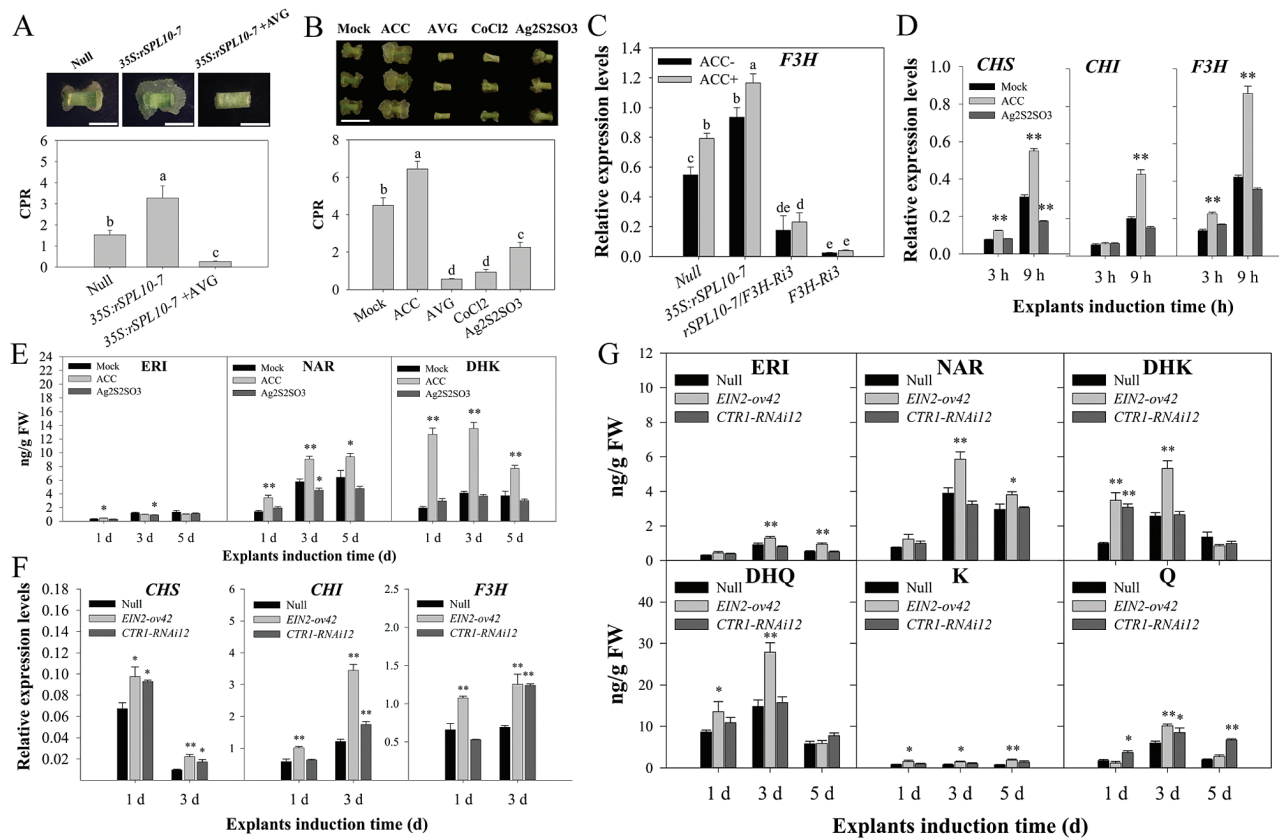 A
Null
35S:rSPL10-7
35S:rSPL10-7 +AVG
CPR
6
5
4
3
2
1
0
b
a
c
Null
35S:rSPL10-7
35S:rSPL10-7 +AVG
B
Mock ACC AVG CoCl2 Ag2S2SO3
CPR
8
6
4
2
0
b
a
d
d
c
Mock
ACC
AVG
CoCl2
Ag2S2SO3
C
Relative expression levels
1.4
1.2
1.0
0.8
0.6
0.4
0.2
0.0
ACC-
ACC+
F3H
c b b a de d e e
Null
35S:rSPL10-7
rSPL10-7/F3H-Ri3
F3H-Ri3
D
Relative expression levels
1.0
0.8
0.6
0.4
0.2
0.0
CHS CHI F3H
Mock
ACC
Ag2S2SO3
** ** ** ** ** **
3 h 9 h 3 h 9 h 3 h 9 h
Explants induction time (h)
E
ng/g FW
24
22
20
18
16
14
12
10
8
6
4
2
0
Mock ERI
ACC
Ag2S2SO3
* *
Mock NAR
ACC
Ag2S2SO3
** ** * *
Mock DHK
ACC
Ag2S2SO3
** ** **
1 d 3 d 5 d 1 d 3 d 5 d 1 d 3 d 5 d
Explants induction time (d)
F
Relative expression levels
CHS
0.18
0.16
0.14
0.12
0.10
0.08
0.06
0.04
0.02
Null
EIN2-ov42
CTR1-RNAi12
* * ** *
CHI
6
5
4
3
2
1
Null
EIN2-ov42
CTR1-RNAi12
** ** **
F3H
2.5
2.0
1.5
1.0
0.5
Null
EIN2-ov42
CTR1-RNAi12
** ** **
1 d 3 d 1 d 3 d 1 d 3 d
Explants induction time (d)
G
ng/g FW
12
10
8
6
4
2
0
ERI
Null
EIN2-ov42
CTR1-RNAi12
** **
NAR
Null
EIN2-ov42
CTR1-RNAi12
** *
DHK
Null
EIN2-ov42
CTR1-RNAi12
** ** **
ng/g FW
40
30
20
10
0
DHQ
Null
EIN2-ov42
CTR1-RNAi12
* **
K
Null
EIN2-ov42
CTR1-RNAi12
* * **
Q
Null
EIN2-ov42
CTR1-RNAi12
* ** * **
1 d 3 d 5 d 1 d 3 d 5 d 1 d 3 d 5 d
Explants induction time (d)